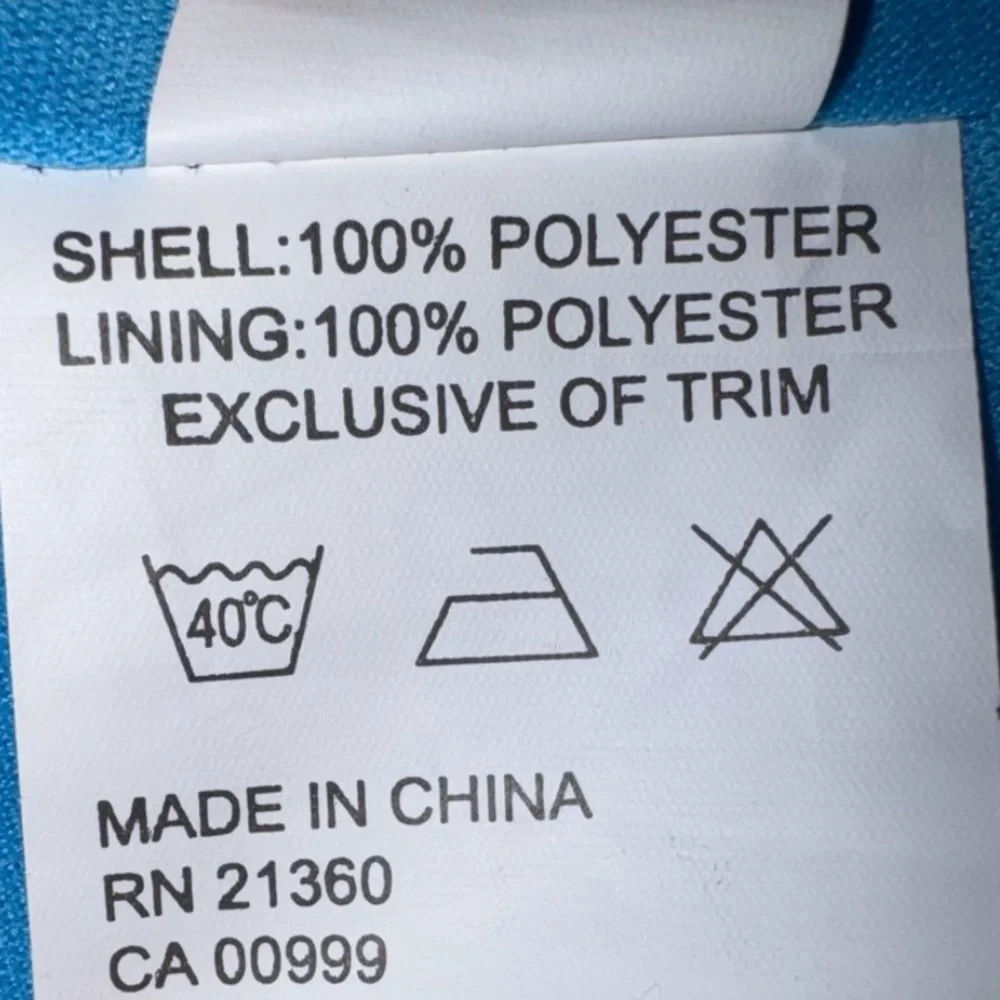 SHELL:100% POLYESTER
LINING:100% POLYESTER
EXCLUSIVE OF TRIM
40℃
MADE IN CHINA
RN 21360
CA 00999